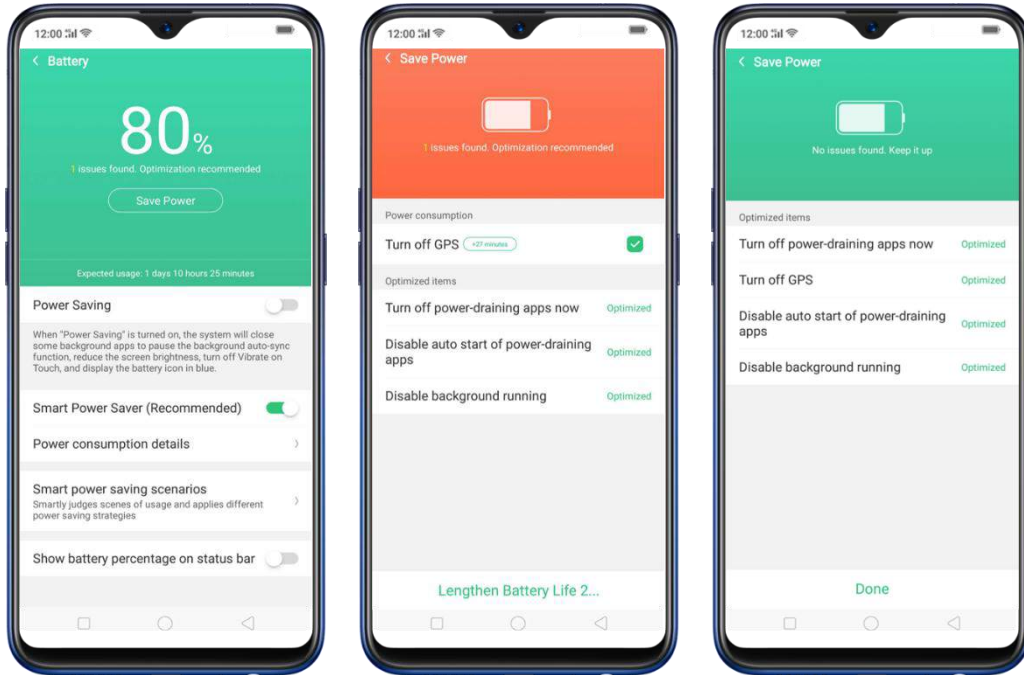 12:00
Battery
80%
1 issues found. Optimization recommended
Save Power
Expected usage: 1 days 10 hours 25 minutes
Power Saving
When "Power Saving" is turned on, the system will close
some background apps to pause the background auto-sync
function, reduce the screen brightness, turn off Vibrate on
Touch, and display the battery icon in blue.
Smart Power Saver (Recommended)
Power consumption details
Smart power saving scenarios
Smartly judges scenes of usage and applies different
power saving strategies
Show battery percentage on status bar
12:00
Save Power
1 issues found. Optimization recommended
Power consumption
Turn off GPS +27 minutes
Optimized items
Turn off power-draining apps now Optimized
Disable auto start of power-draining
apps Optimized
Disable background running Optimized
Lengthen Battery Life 2...
12:00
Save Power
No issues found. Keep it up
Optimized items
Turn off power-draining apps now Optimized
Turn off GPS Optimized
Disable auto start of power-draining
apps Optimized
Disable background running Optimized
Done